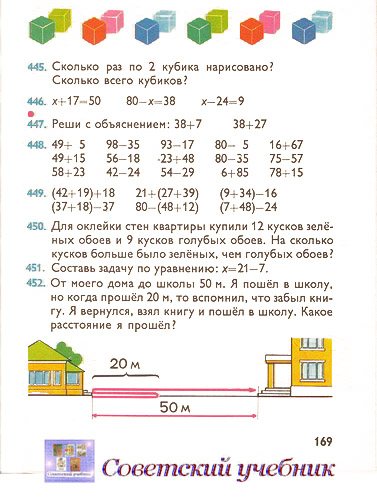 445. Сколько раз по 2 кубика нарисовано?
Сколько всего кубиков?
446. x+17=50 80−x=38 x−24=9
447. Реши с объяснением: 38+7 38+27
448. 49+ 5 98−35 93−17 80− 5 16+67
49+15 56−18 23+48 80−35 75−57
58+23 42−24 54−29 6+85 78+15
449. (42+19)+18 21+(27+39) (9+34)−16
(37+18)−37 80−(48+12) (7+48)−24
450. Для оклейки стен квартиры купили 12 кусков зелё-
ных обоев и 9 кусков голубых обоев. На сколько
кусков больше было зелёных, чем голубых обоев?
451. Составь задачу по уравнению: x=21−7.
452. От моего дома до школы 50 м. Я пошёл в школу,
но когда прошёл 20 м, то вспомнил, что забыл кни-
гу. Я вернулся, взял книгу и пошёл в школу. Какое
расстояние я прошёл?
20 м
50 м
169
Советский учебник